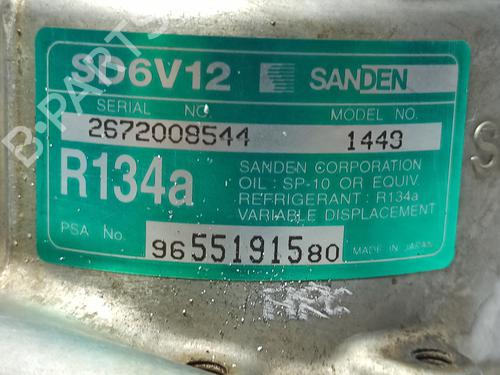 SD6V12 SANDEN
SERIAL NO. MODEL NO.
2672008544 1443
R134a
SANDEN CORPORATION
OIL : SP-10 OR EQUIV.
REFRIGERANT : R134a
VARIABLE DISPLACEMENT
PSA No. 9655191580 MADE IN JAPAN
B-PARTS